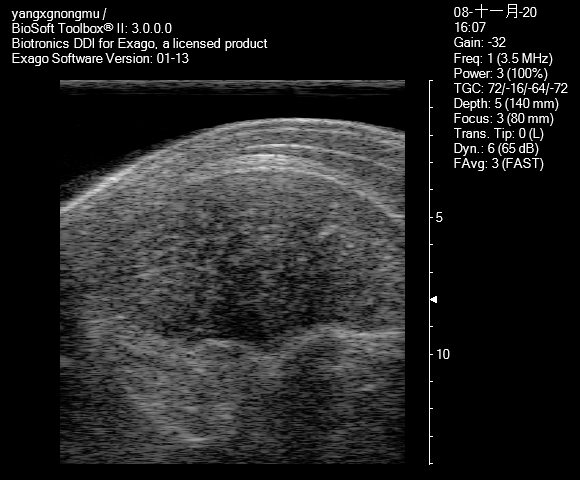 yangxgnongmu /
BioSoft Toolbox® II: 3.0.0.0
Biotronics DDI for Exago, a licensed product
Exago Software Version: 01-13
08-十一月-20
16:07
Gain: -32
Freq: 1 (3.5 MHz)
Power: 3 (100%)
TGC: 72/-16/-64/-72
Depth: 5 (140 mm)
Focus: 3 (80 mm)
Trans. Tip: 0 (L)
Dyn.: 6 (65 dB)
FAvg: 3 (FAST)
5
10